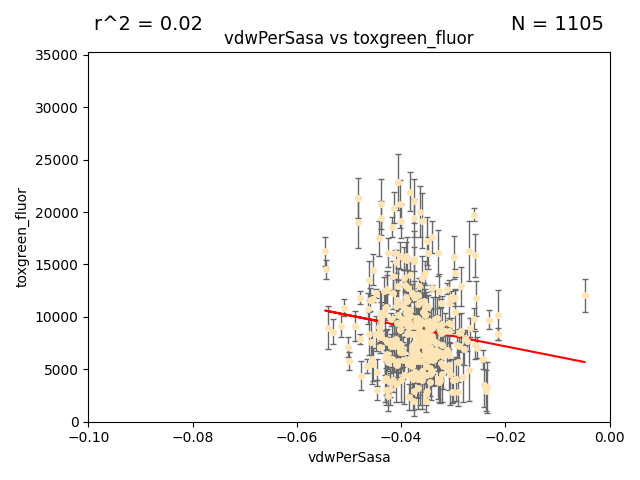 r^2 = 0.02
N = 1105
vdwPerSasa vs toxgreen_fluor
35000
30000
25000
20000
15000
10000
5000
0
toxgreen_fluor
−0.10
−0.08
−0.06
−0.04
−0.02
0.00
vdwPerSasa